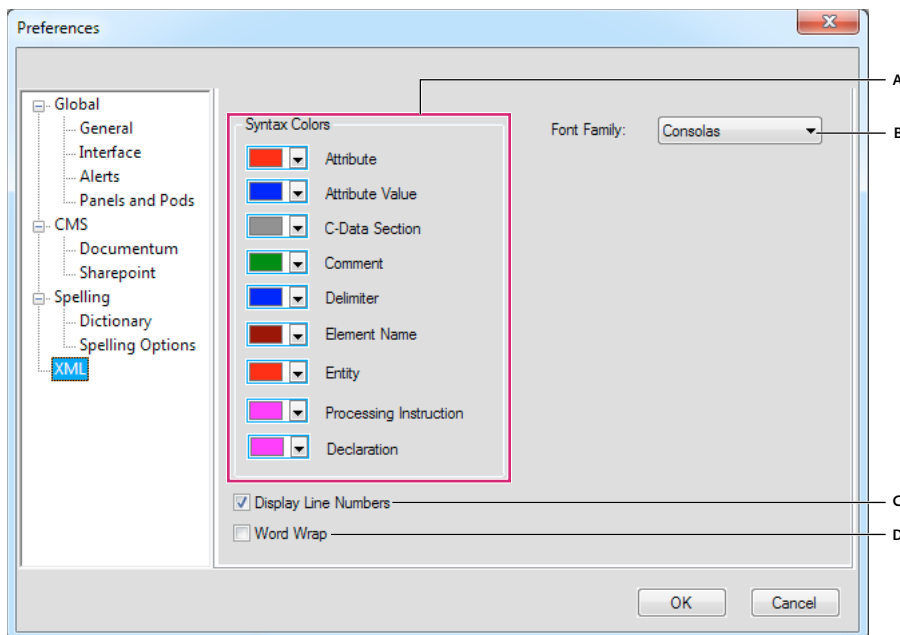 Preferences
A
Global
General
Interface
Alerts
Panels and Pods
CMS
Documentum
Sharepoint
Spelling
Dictionary
Spelling Options
XML
Syntax Colors
Attribute
Attribute Value
C-Data Section
Comment
Delimiter
Element Name
Entity
Processing Instruction
Declaration
Font Family:
Consolas
B
Display Line Numbers
C
Word Wrap
D
OK
Cancel